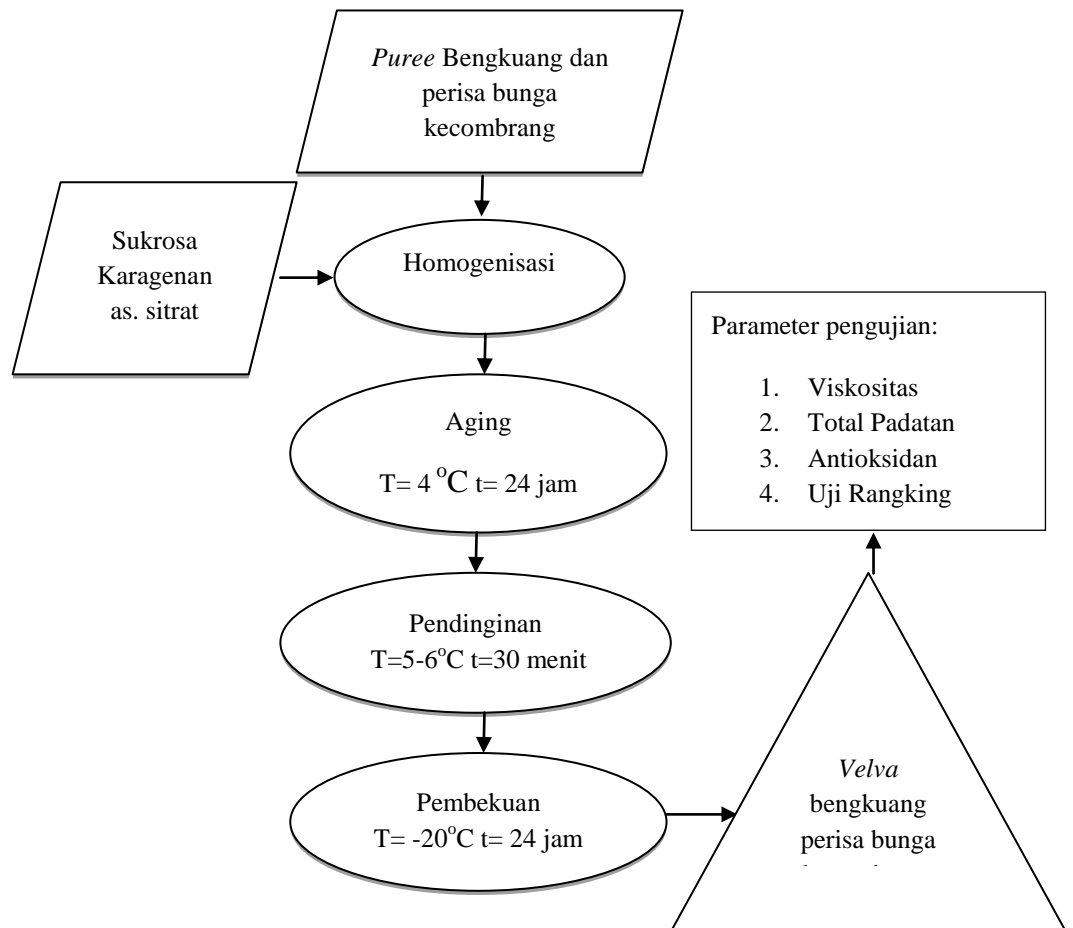 Puree Bengkuang dan
perisa bunga
kecombrang
Sukrosa
Karagenan
as. sitrat
Homogenisasi
Aging
T= 4 °C t= 24 jam
Pendinginan
T=5-6°C t=30 menit
Pembekuan
T= -20°C t= 24 jam
Velva
bengkuang
perisa bunga
Parameter pengujian:
1. Viskositas
2. Total Padatan
3. Antioksidan
4. Uji Rangking